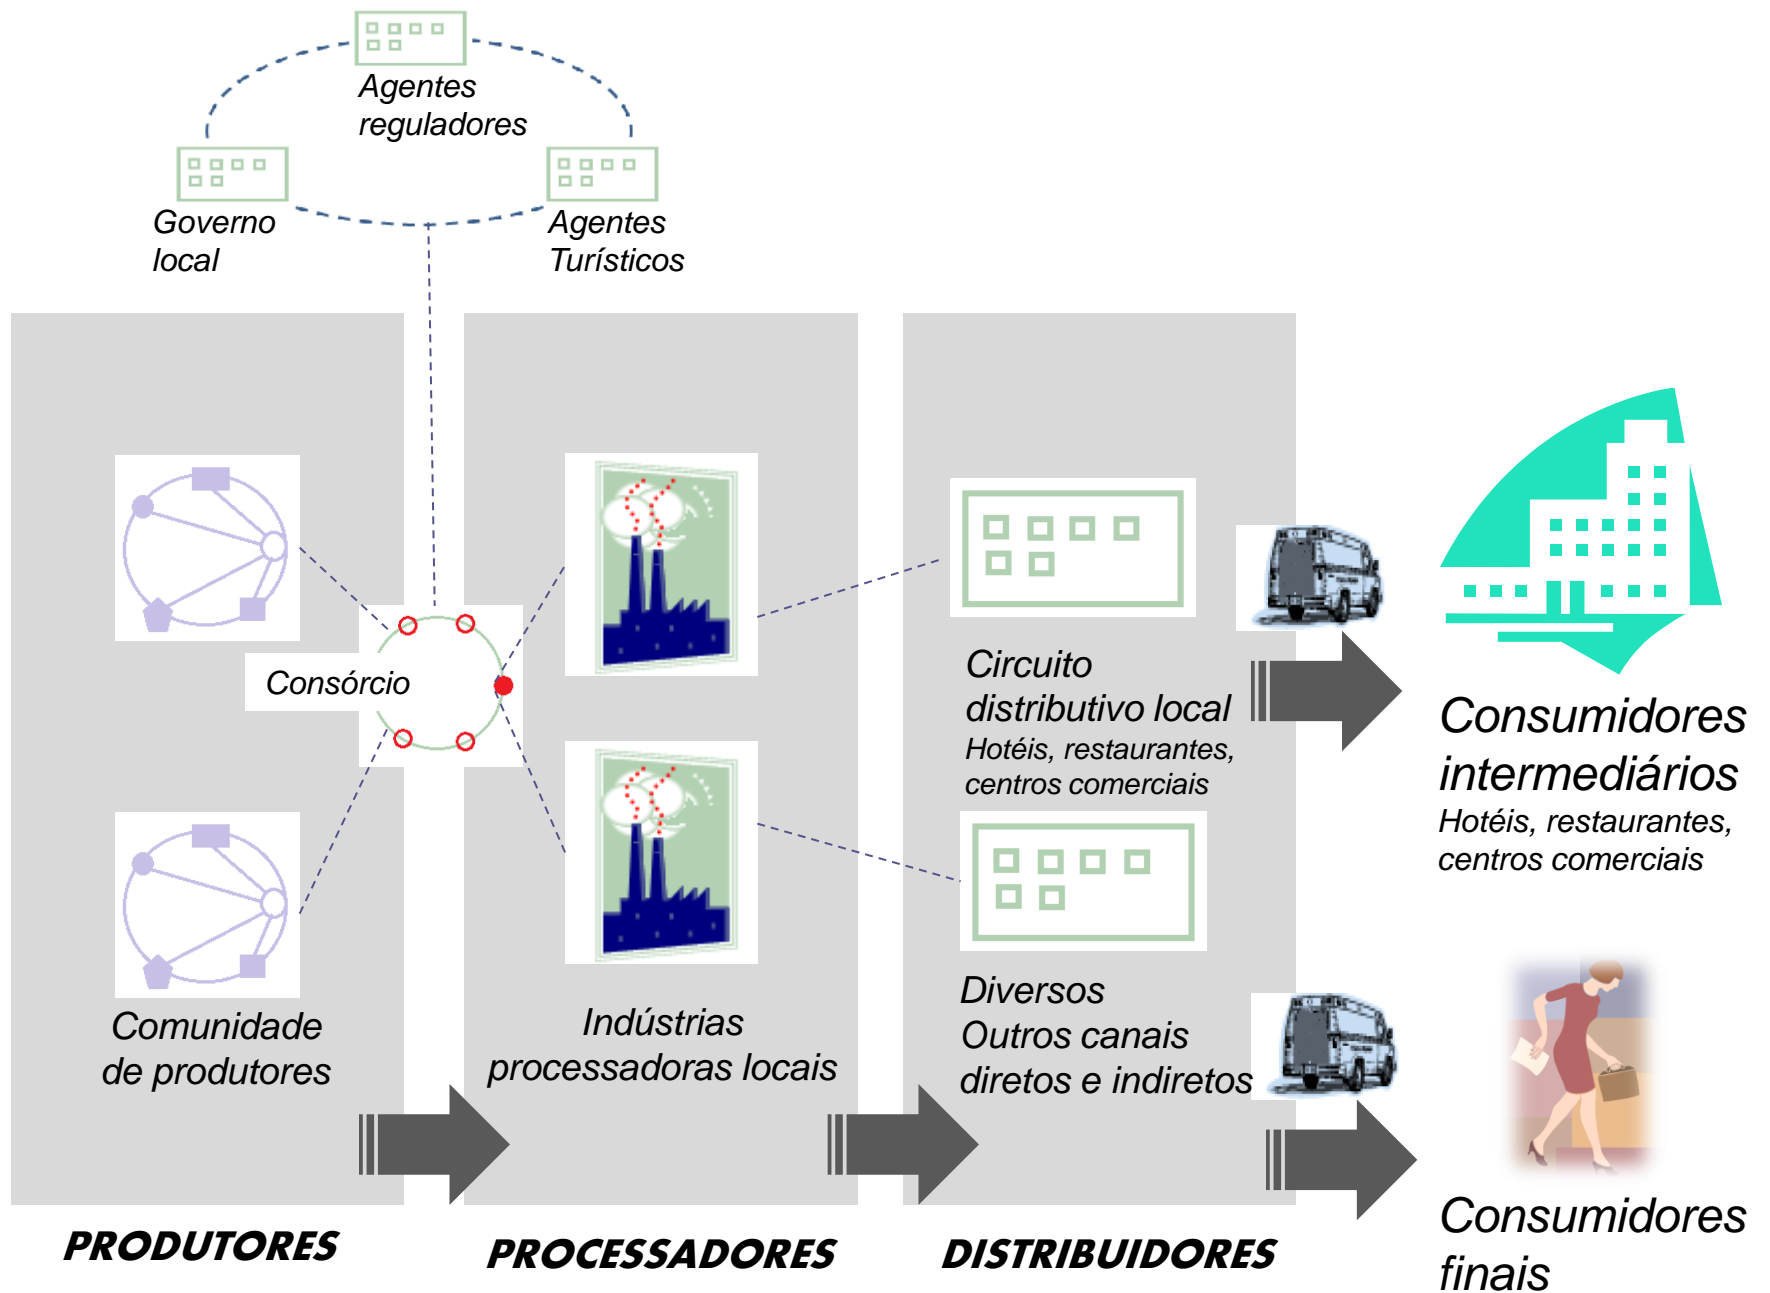 Agentes
reguladores
Governo
local
Agentes
Turísticos
Consórcio
Comunidade
de produtores
Indústrias
processadoras locais
Circuito
distributivo local
Hotéis, restaurantes,
centros comerciais
Diversos
Outros canais
diretos e indiretos
Consumidores
intermediários
Hotéis, restaurantes,
centros comerciais
Consumidores
finais
PRODUTORES
PROCESSADORES
DISTRIBUIDORES